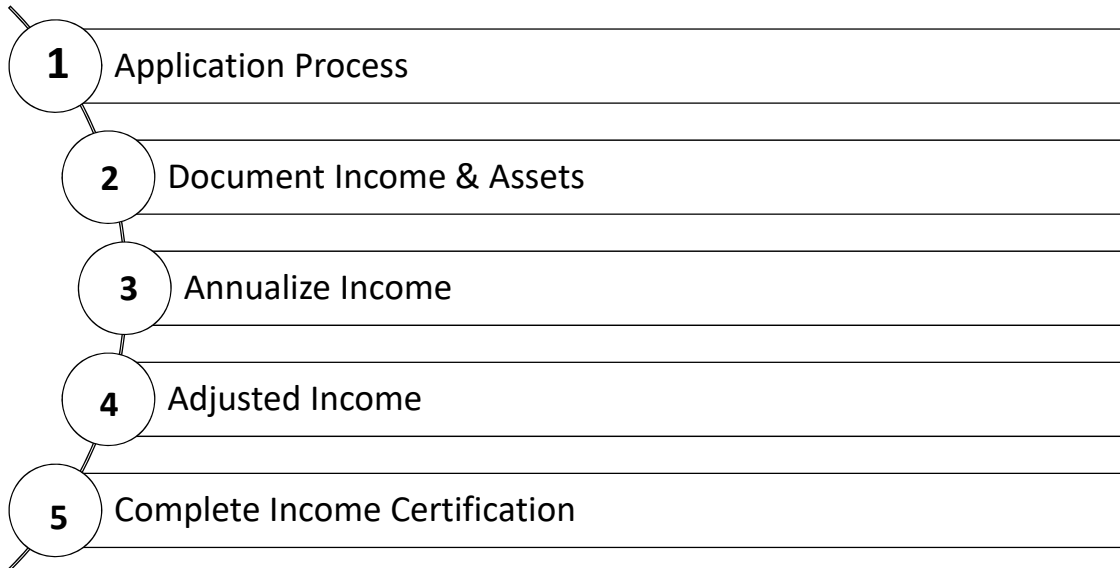 1 Application Process
2 Document Income & Assets
3 Annualize Income
4 Adjusted Income
5 Complete Income Certification